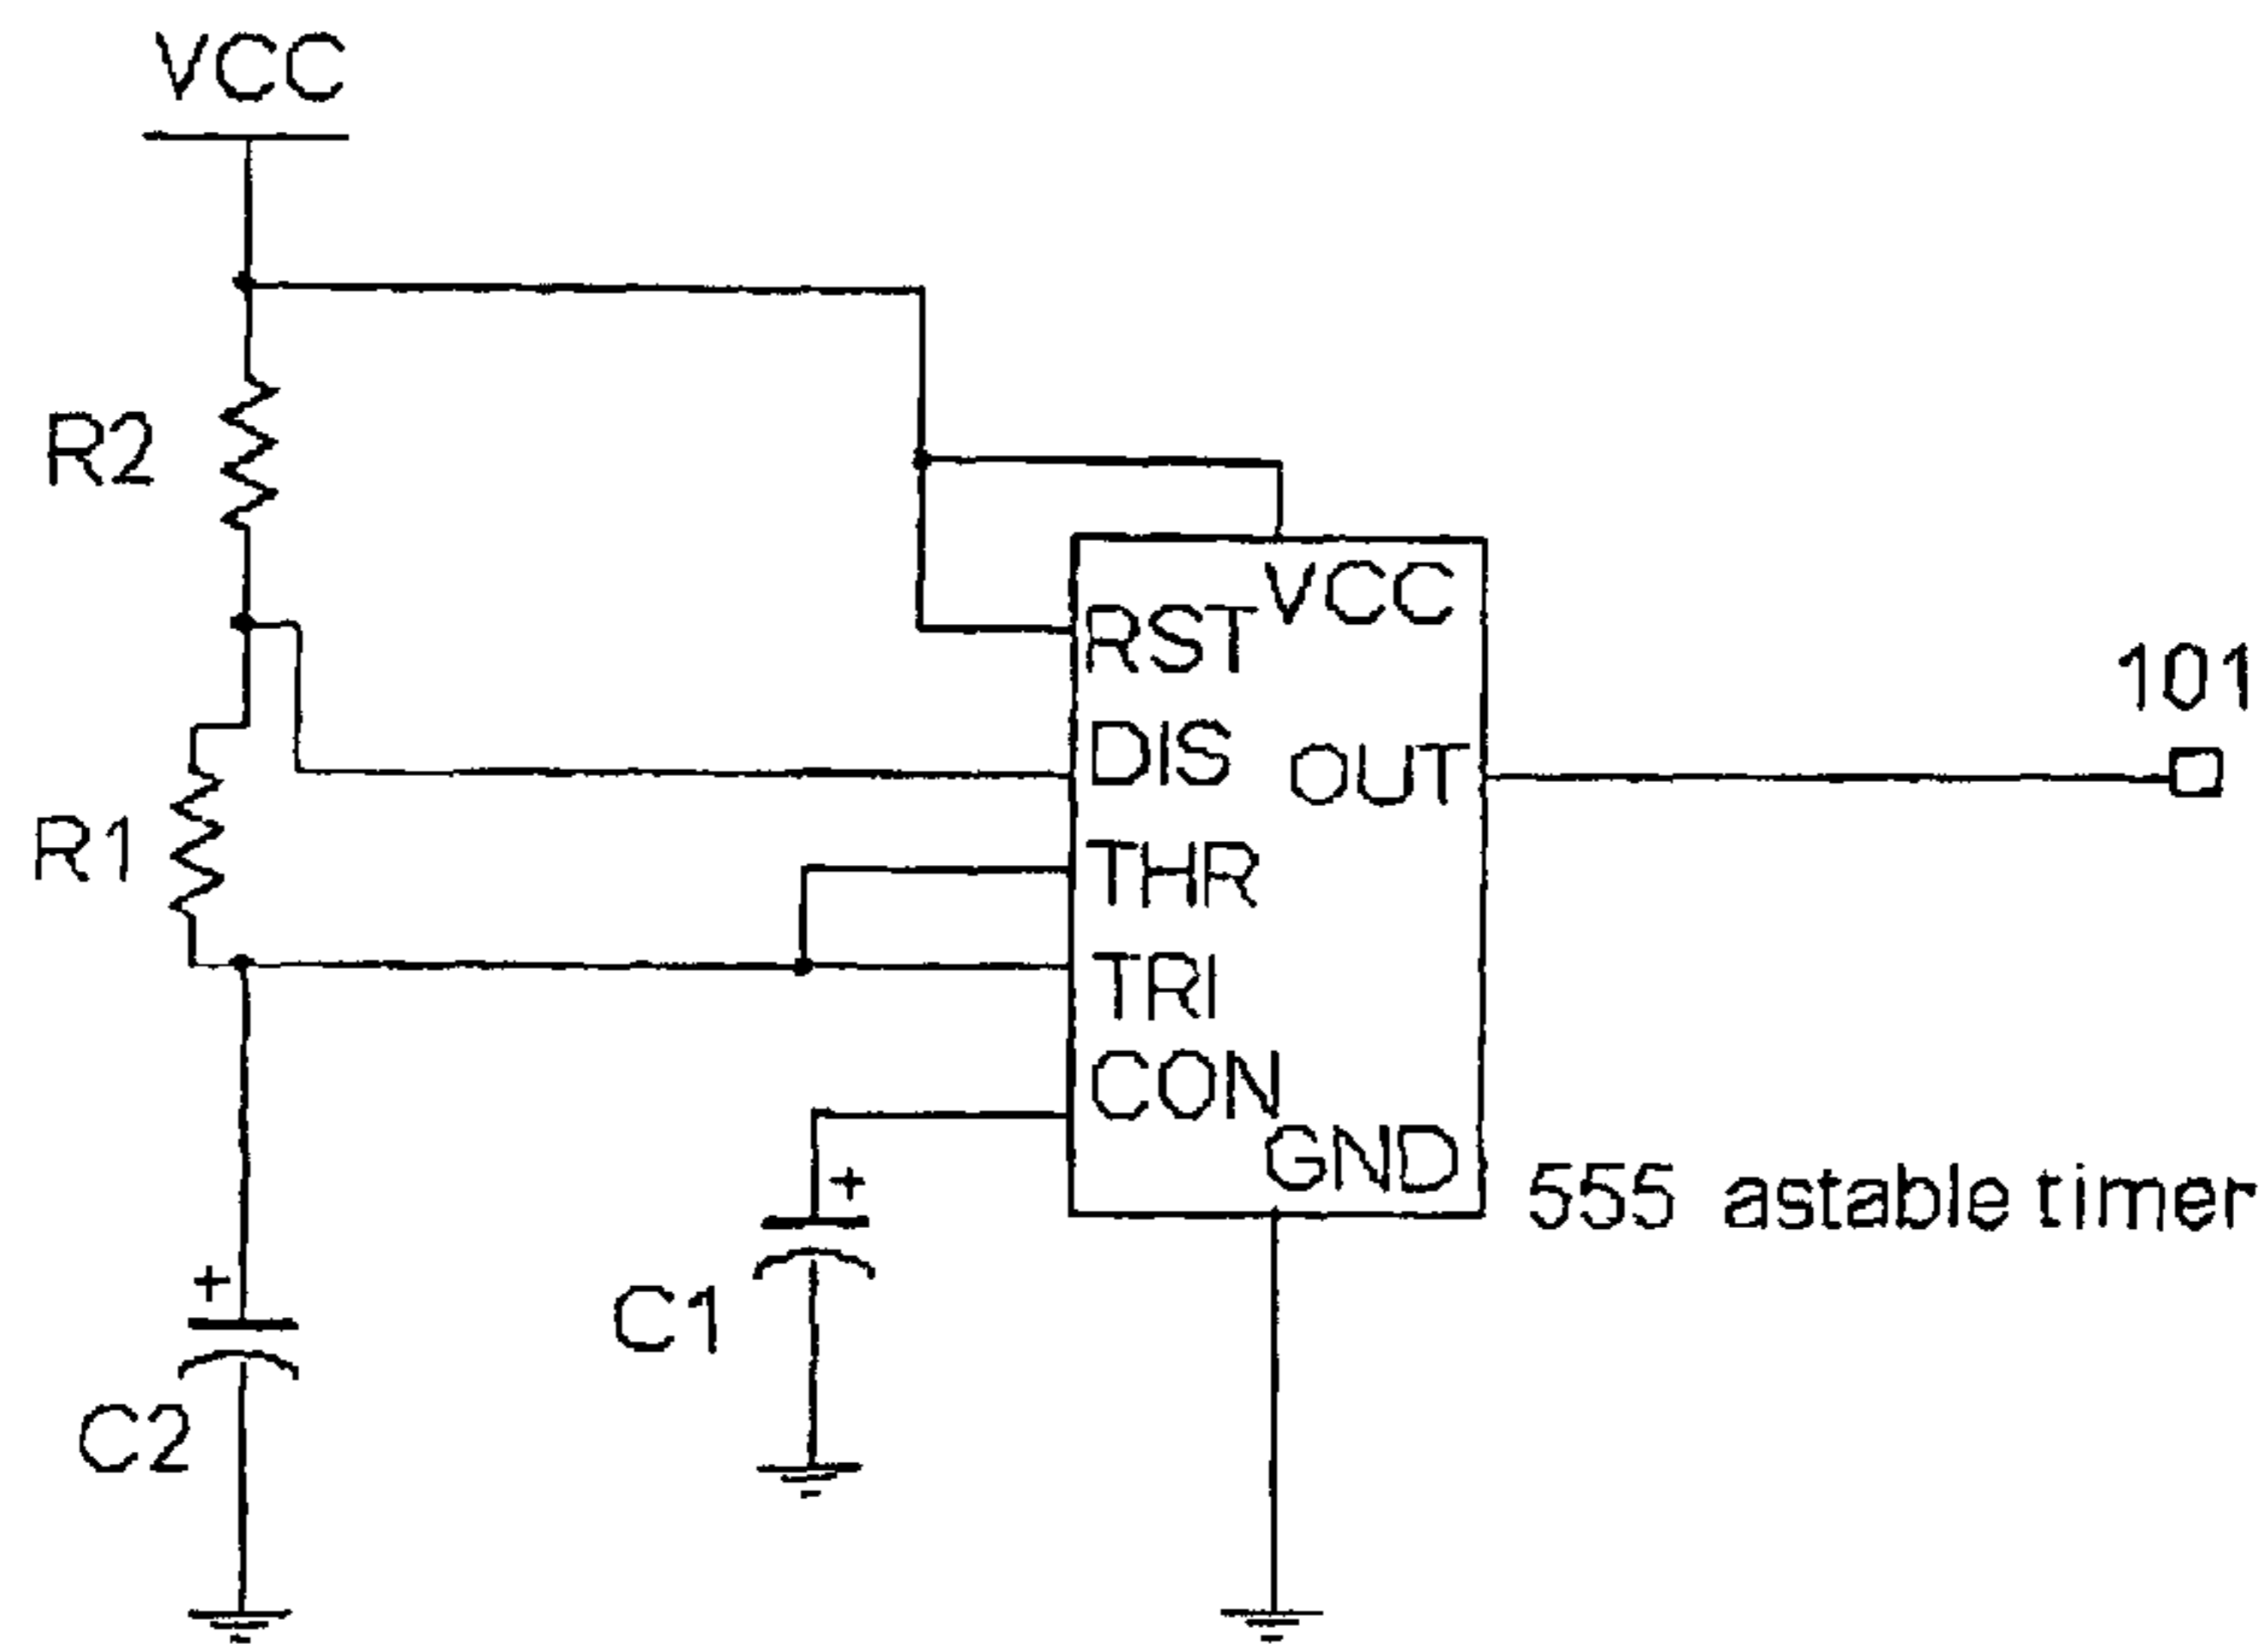 VCC
R2
VCC
RST
101
DIS
OUT
R1
THR
TRI
CON
GND
555 astable timer
+
+
C1
C2